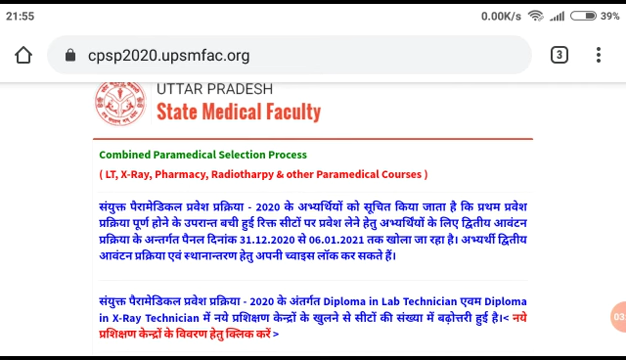 21:55 0.00K/s 39%
cpsp2020.upsmfac.org 3
UTTAR PRADESH
State Medical Faculty
Combined Paramedical Selection Process
( LT, X-Ray, Pharmacy, Radiotharpy & other Paramedical Courses )
संयुक्त पैरामेडिकल प्रवेश प्रक्रिया - 2020 के अभ्यर्थियों को सूचित किया जाता है कि प्रथम प्रवेश
प्रक्रिया पूर्ण होने के उपरान्त बची हुई रिक्त सीटों पर प्रवेश लेने हेतु अभ्यर्थियों के लिए द्वितीय आवंटन
प्रक्रिया के अन्तर्गत पैनल दिनांक 31.12.2020 से 06.01.2021 तक खोला जा रहा है। अभ्यर्थी द्वितीय
आवंटन प्रक्रिया एवं स्थानान्तरण हेतु अपनी च्वाइस लॉक कर सकते हैं।
संयुक्त पैरामेडिकल प्रवेश प्रक्रिया - 2020 के अंतर्गत Diploma in Lab Technician एवम Diploma
in X-Ray Technician में नये प्रशिक्षण केन्द्रों के खुलने से सीटों की संख्या में बढ़ोत्तरी हुई है।< नये
प्रशिक्षण केन्द्रों के विवरण हेतु क्लिक करें >